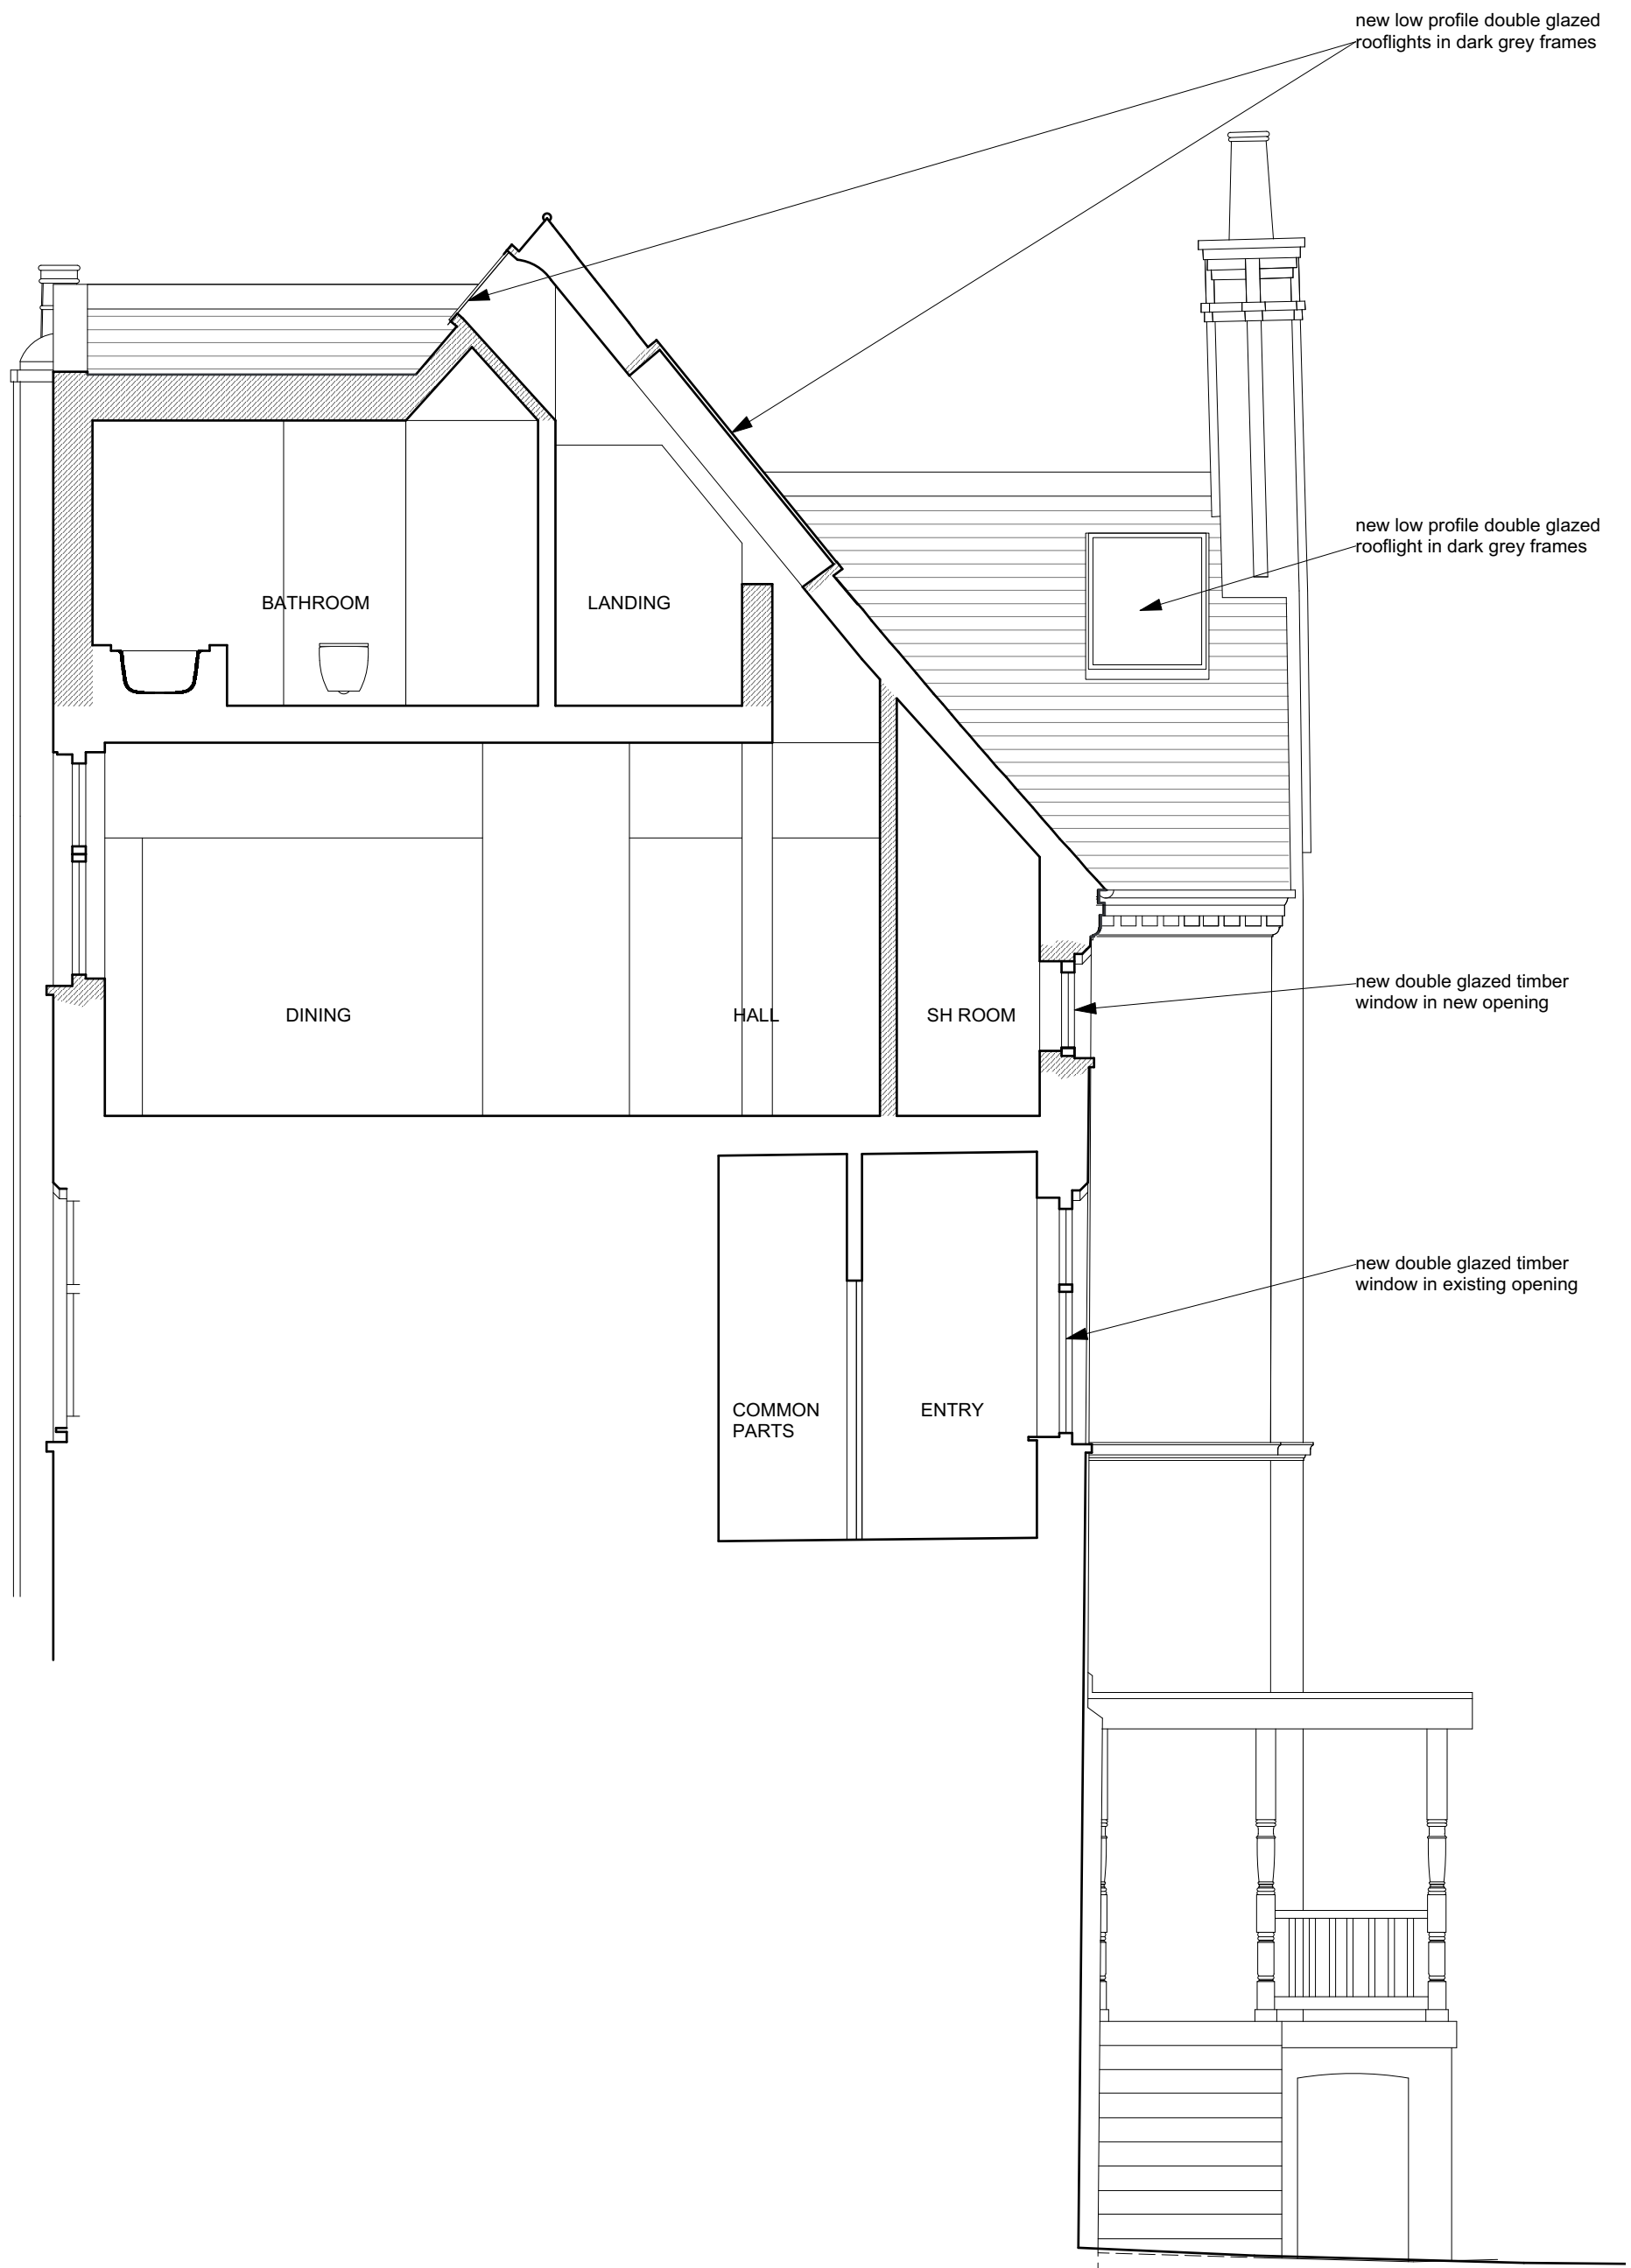 new low profile double glazed
rooflights in dark grey frames
new low profile double glazed
rooflight in dark grey frames
BATHROOM
LANDING
new double glazed timber
window in new opening
DINING
HALL
SH ROOM
new double glazed timber
window in existing opening
COMMON
PARTS
ENTRY